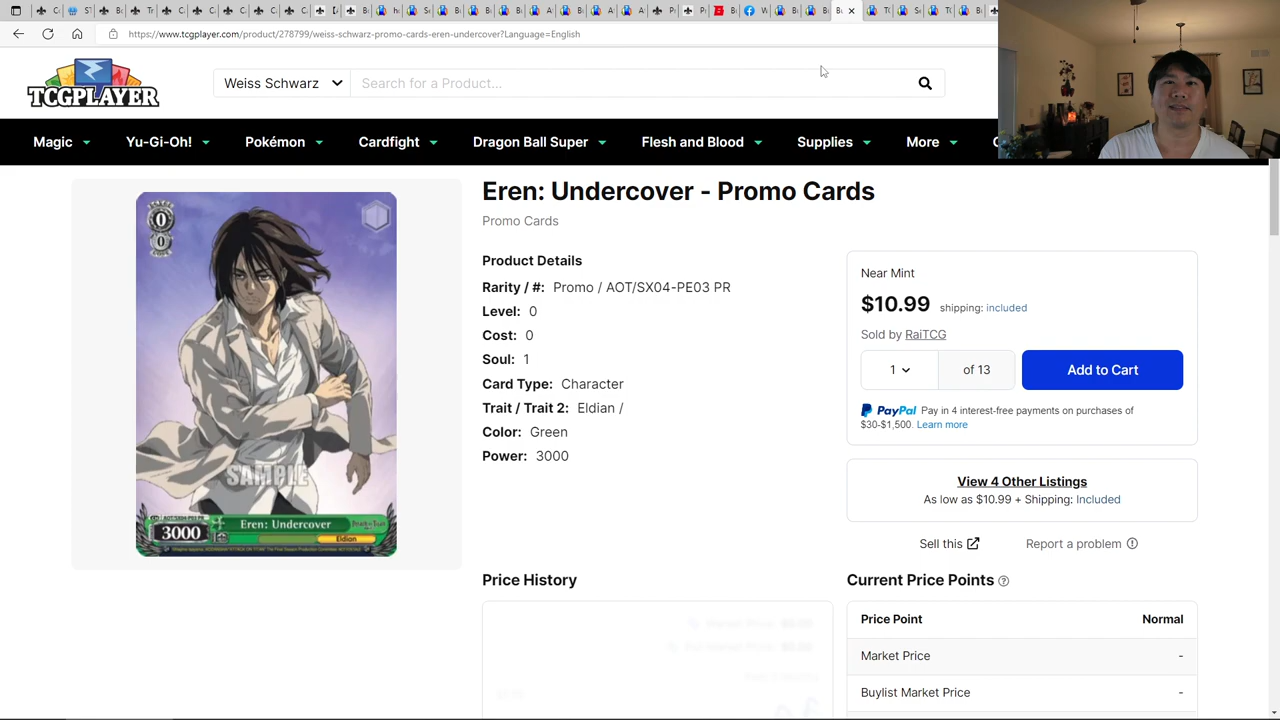 https://www.tcgplayer.com/product/278799/weiss-schwarz-promo-cards-eren-undercover?Language=English
TCGPLAYER
Weiss Schwarz
Search for a Product...
Magic
Yu-Gi-Oh!
Pokémon
Cardfight
Dragon Ball Super
Flesh and Blood
Supplies
More
0
0
SAMPLE
Eren: Undercover
3000
Eldian
Eren: Undercover - Promo Cards
Promo Cards
Product Details
Rarity / #: Promo / AOT/SX04-PE03 PR
Level: 0
Cost: 0
Soul: 1
Card Type: Character
Trait / Trait 2: Eldian /
Color: Green
Power: 3000
Near Mint
$10.99 shipping: included
Sold by RaiTCG
1 of 13 Add to Cart
PayPal Pay in 4 interest-free payments on purchases of
$30-$1,500. Learn more
View 4 Other Listings
As low as $10.99 + Shipping: Included
Sell this
Report a problem
Price History
Current Price Points
Price Point Normal
Market Price -
Buylist Market Price -